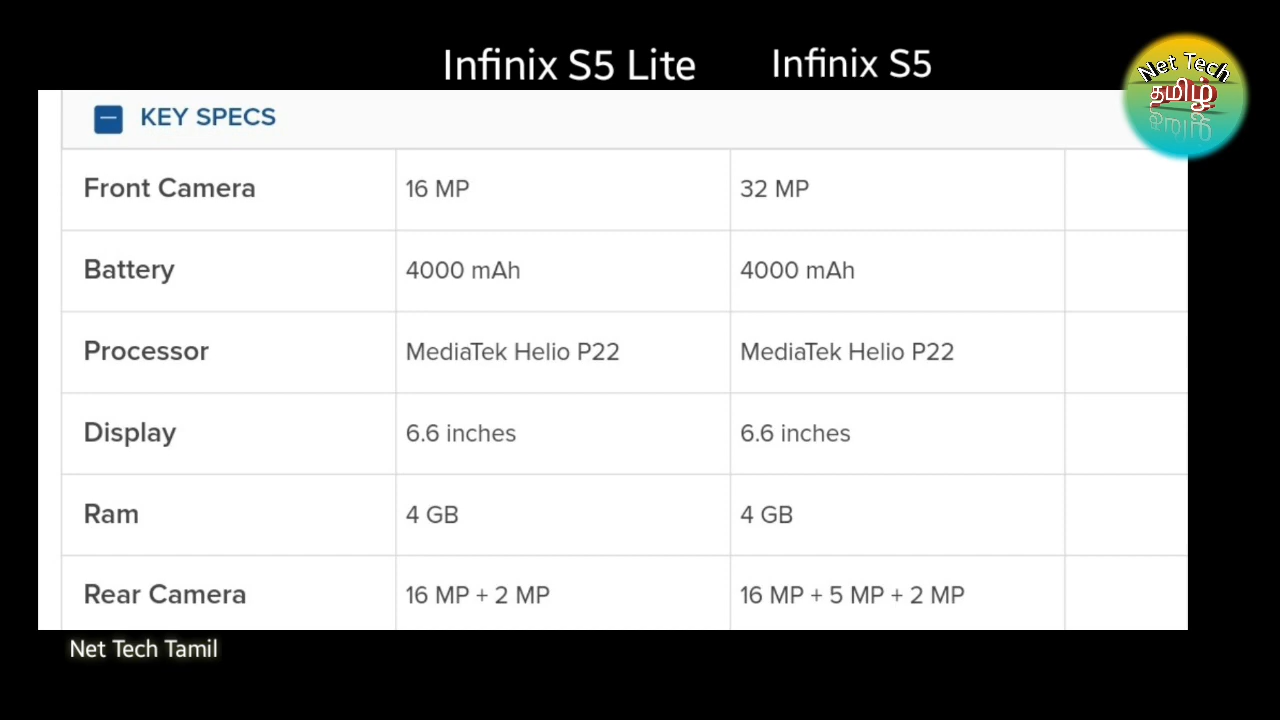 Infinix S5 Lite Infinix S5
Net Tech
தமிழ்
KEY SPECS
Front Camera 16 MP 32 MP
Battery 4000 mAh 4000 mAh
Processor MediaTek Helio P22 MediaTek Helio P22
Display 6.6 inches 6.6 inches
Ram 4 GB 4 GB
Rear Camera 16 MP + 2 MP 16 MP + 5 MP + 2 MP
Net Tech Tamil